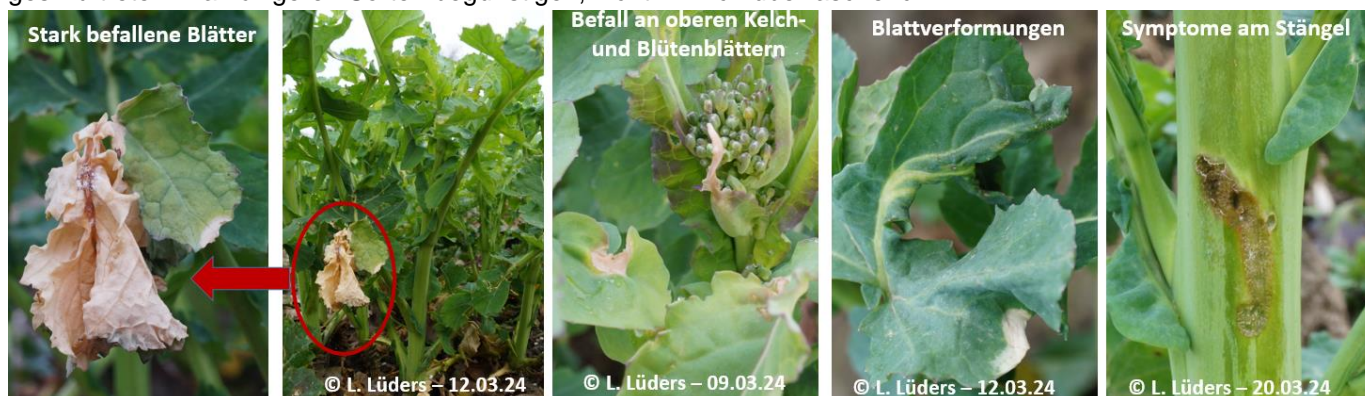 Stark befallene Blätter
© L. Lüders – 12.03.24
Befall an oberen Kelch-
und Blütenblättern
© L. Lüders – 09.03.24
Blattverformungen
© L. Lüders – 12.03.24
Symptome am Stängel
© L. Lüders – 20.03.24